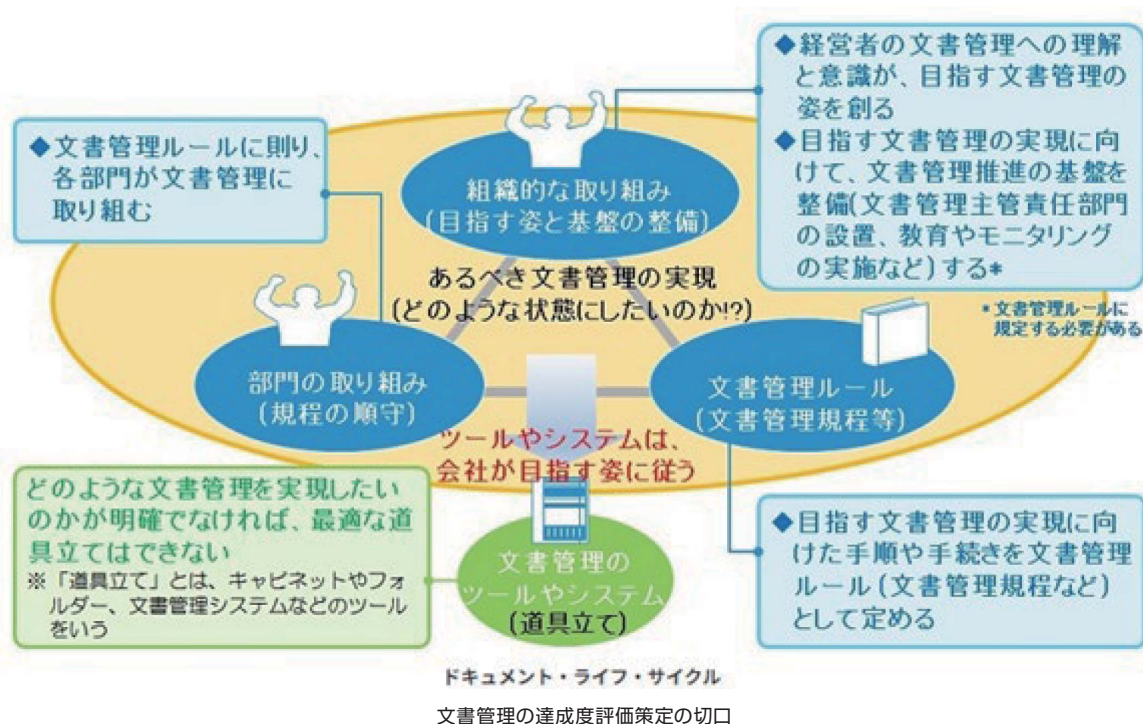 ◆経営者の文書管理への理解
と意識が、目指す文書管理の
姿を創る
◆目指す文書管理の実現に向
けて、文書管理推進の基盤を
整備(文書管理主管責任部門
の設置、教育やモニタリング
の実施など)する*
*文書管理ルールに
規定する必要がある
◆文書管理ルールに則り、
各部門が文書管理に
取り組む
組織的な取り組み
(目指す姿と基盤の整備)
あるべき文書管理の実現
(どのような状態にしたいのか!?)
部門の取り組み
(規程の順守)
文書管理ルール
(文書管理規程等)
ツールやシステムは、
会社が目指す姿に従う
どのような文書管理を実現したい
のかが明確でなければ、最適な道
具立てはできない
※「道具立て」とは、キャビネットやフォ
ルダー、文書管理システムなどのツール
をいう
文書管理の
ツールやシステム
(道具立て)
◆目指す文書管理の実現に向
けた手順や手続きを文書管理
ルール(文書管理規程など)
として定める
ドキュメント・ライフ・サイクル
文書管理の達成度評価策定の切口